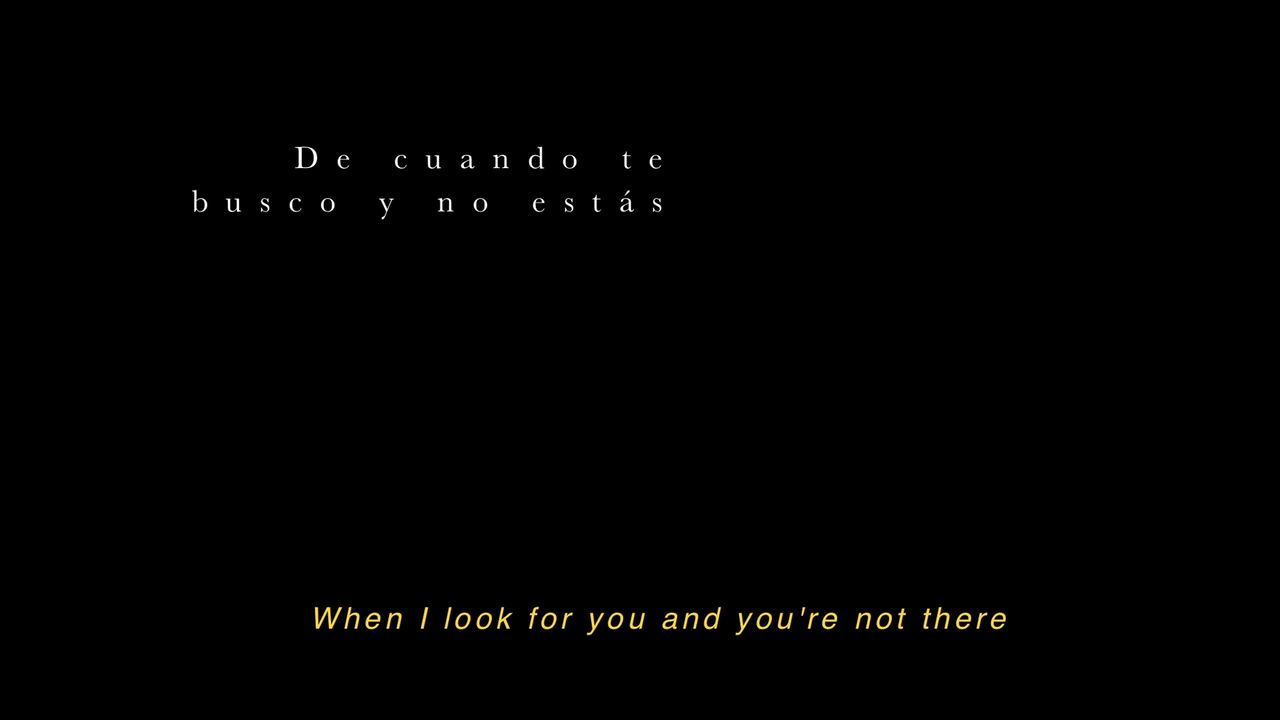 De cuando te
busco y no estás
When I look for you and you're not there